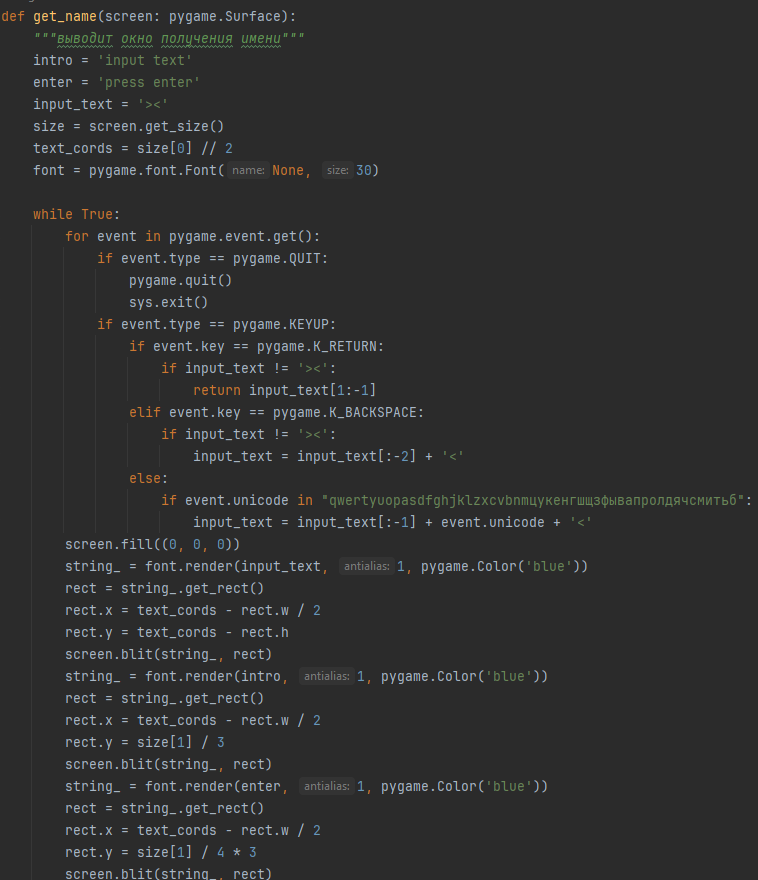 def get_name(screen: pygame.Surface):
    """выводит окно получения имени"""
    intro = 'input text'
    enter = 'press enter'
    input_text = '><'
    size = screen.get_size()
    text_cords = size[0] // 2
    font = pygame.font.Font( name: None, size: 30)

    while True:
        for event in pygame.event.get():
            if event.type == pygame.QUIT:
                pygame.quit()
                sys.exit()
            if event.type == pygame.KEYUP:
                if event.key == pygame.K_RETURN:
                    if input_text != '><':
                        return input_text[1:-1]
                elif event.key == pygame.K_BACKSPACE:
                    if input_text != '><':
                        input_text = input_text[:-2] + '<'
                else:
                    if event.unicode in "qwertyuopasdfghjklzxcvbnmцукенгшщзфывапролдячсмитьб":
                        input_text = input_text[:-1] + event.unicode + '<'
        screen.fill((0, 0, 0))
        string_ = font.render(input_text, antialias: 1, pygame.Color('blue'))
        rect = string_.get_rect()
        rect.x = text_cords - rect.w / 2
        rect.y = text_cords - rect.h
        screen.blit(string_, rect)
        string_ = font.render(intro, antialias: 1, pygame.Color('blue'))
        rect = string_.get_rect()
        rect.x = text_cords - rect.w / 2
        rect.y = size[1] / 3
        screen.blit(string_, rect)
        string_ = font.render(enter, antialias: 1, pygame.Color('blue'))
        rect = string_.get_rect()
        rect.x = text_cords - rect.w / 2
        rect.y = size[1] / 4 * 3
        screen.blit(string_, rect)